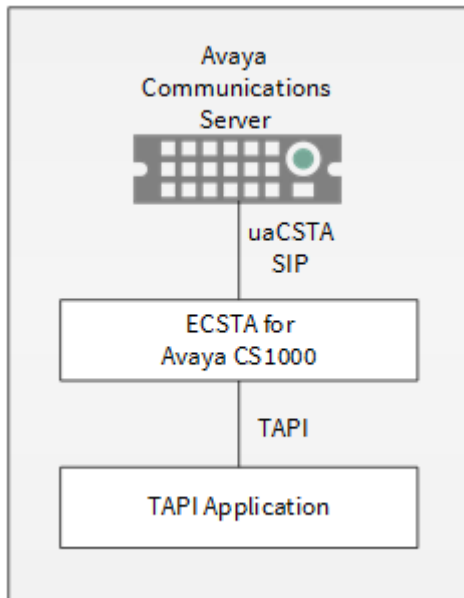 Avaya
Communications
Server
uaCSTA
SIP
ECSTA for
Avaya CS1000
TAPI
TAPI Application